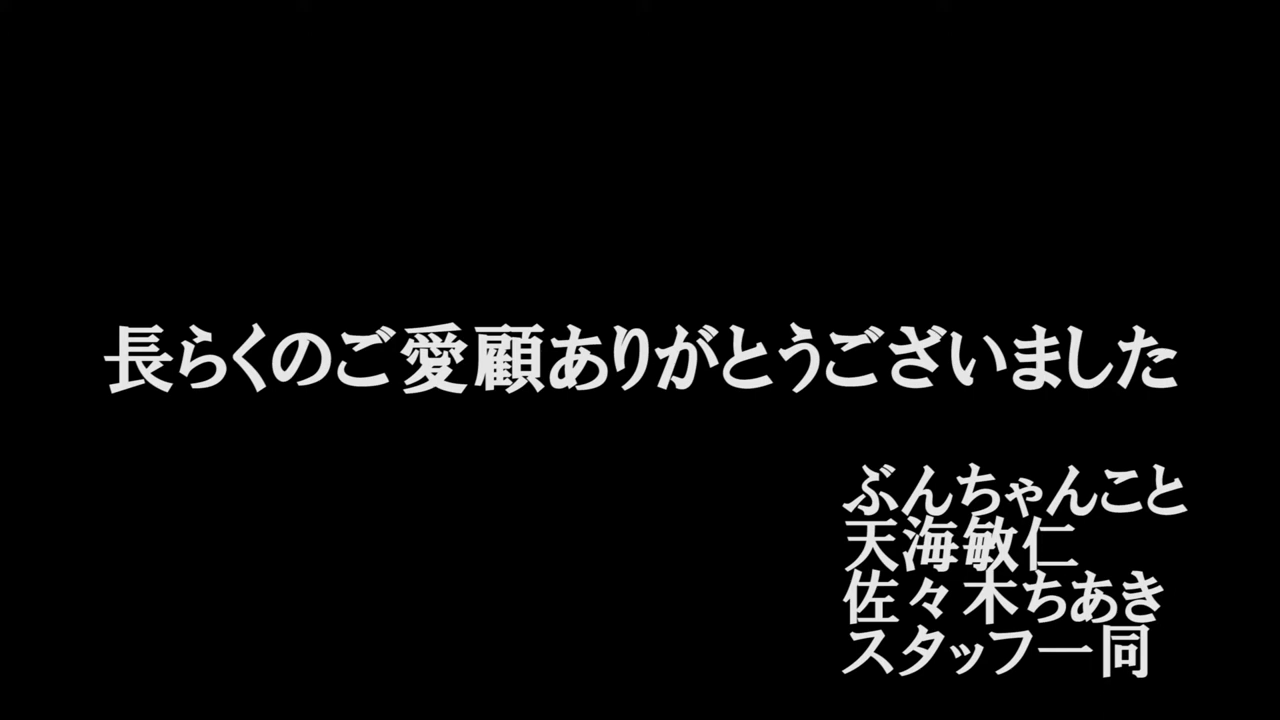 長らくのご愛顧ありがとうございました
ぶんちゃんこと
天海敏仁
佐々木ちあき
スタッフ一同